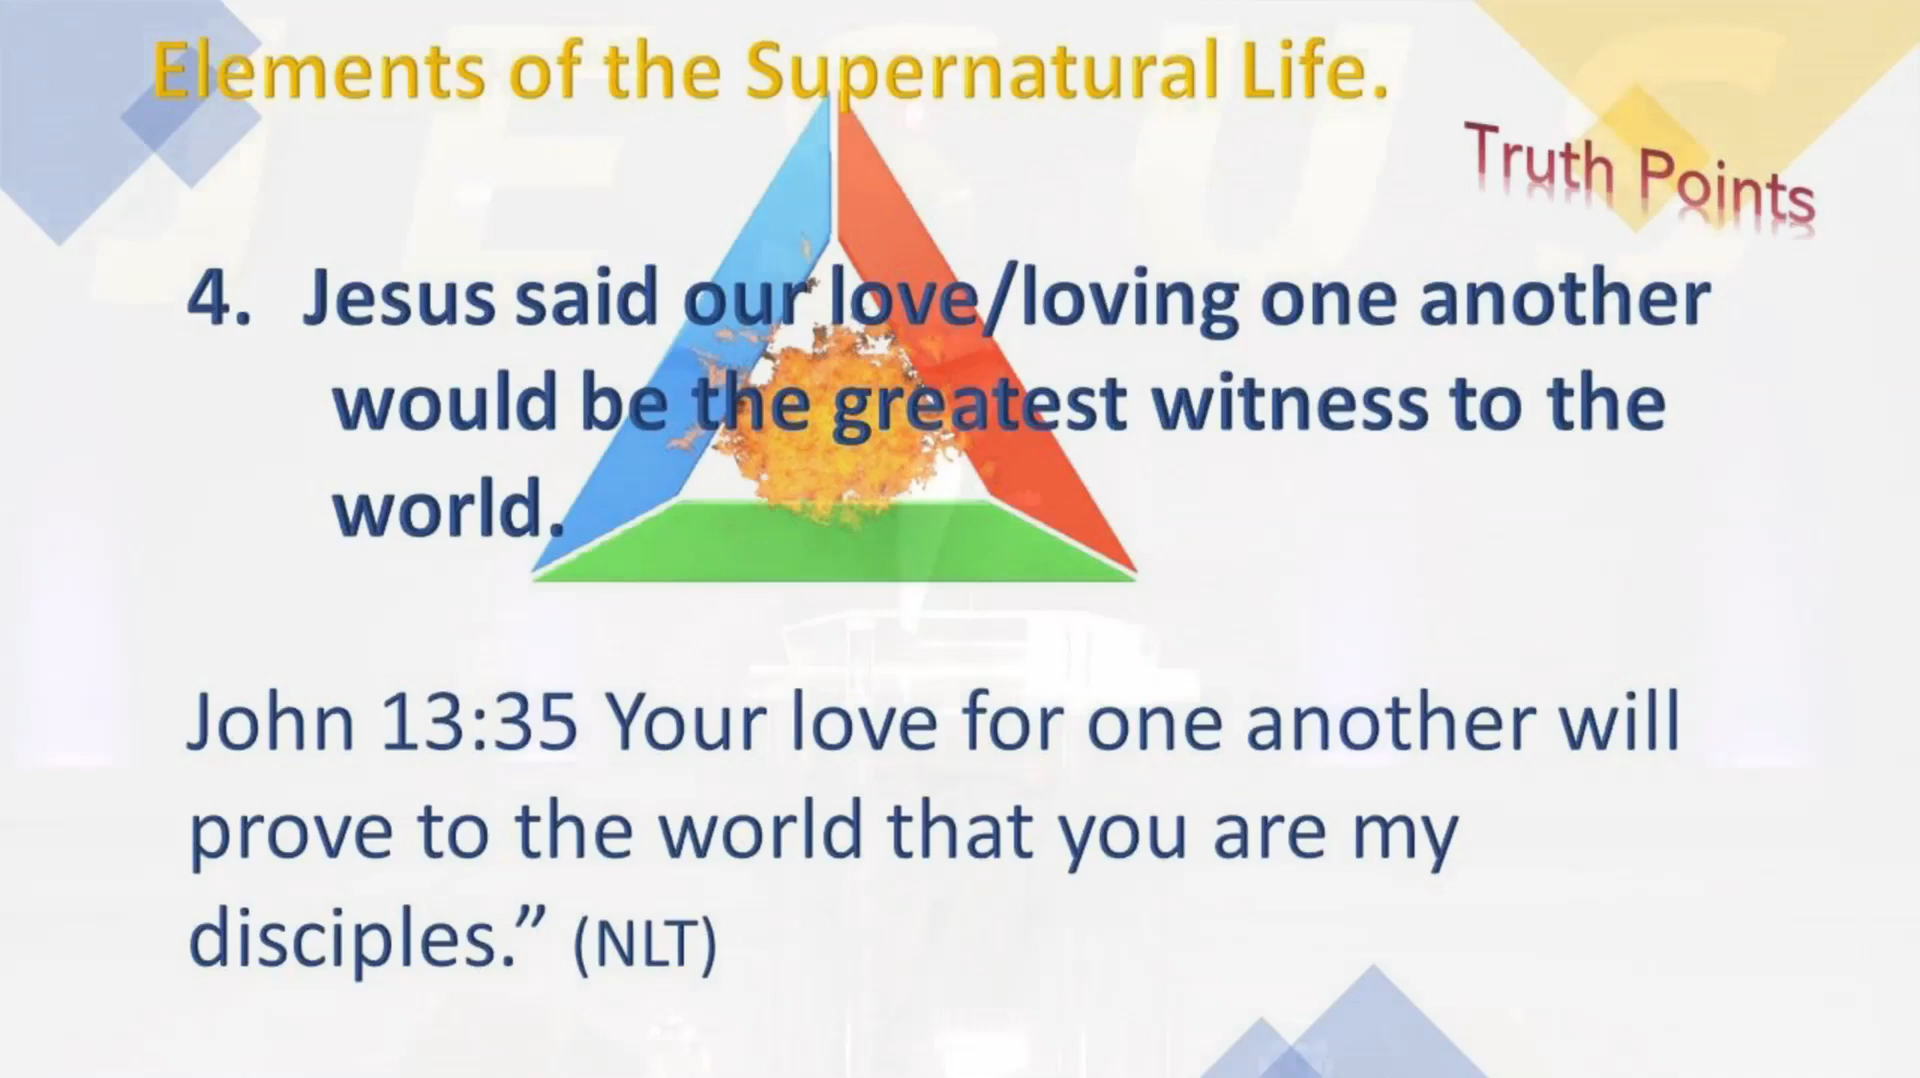 JESUS
Elements of the Supernatural Life.
Truth Points
4. Jesus said our love/loving one another
would be the greatest witness to the
world.
John 13:35 Your love for one another will
prove to the world that you are my
disciples.” (NLT)